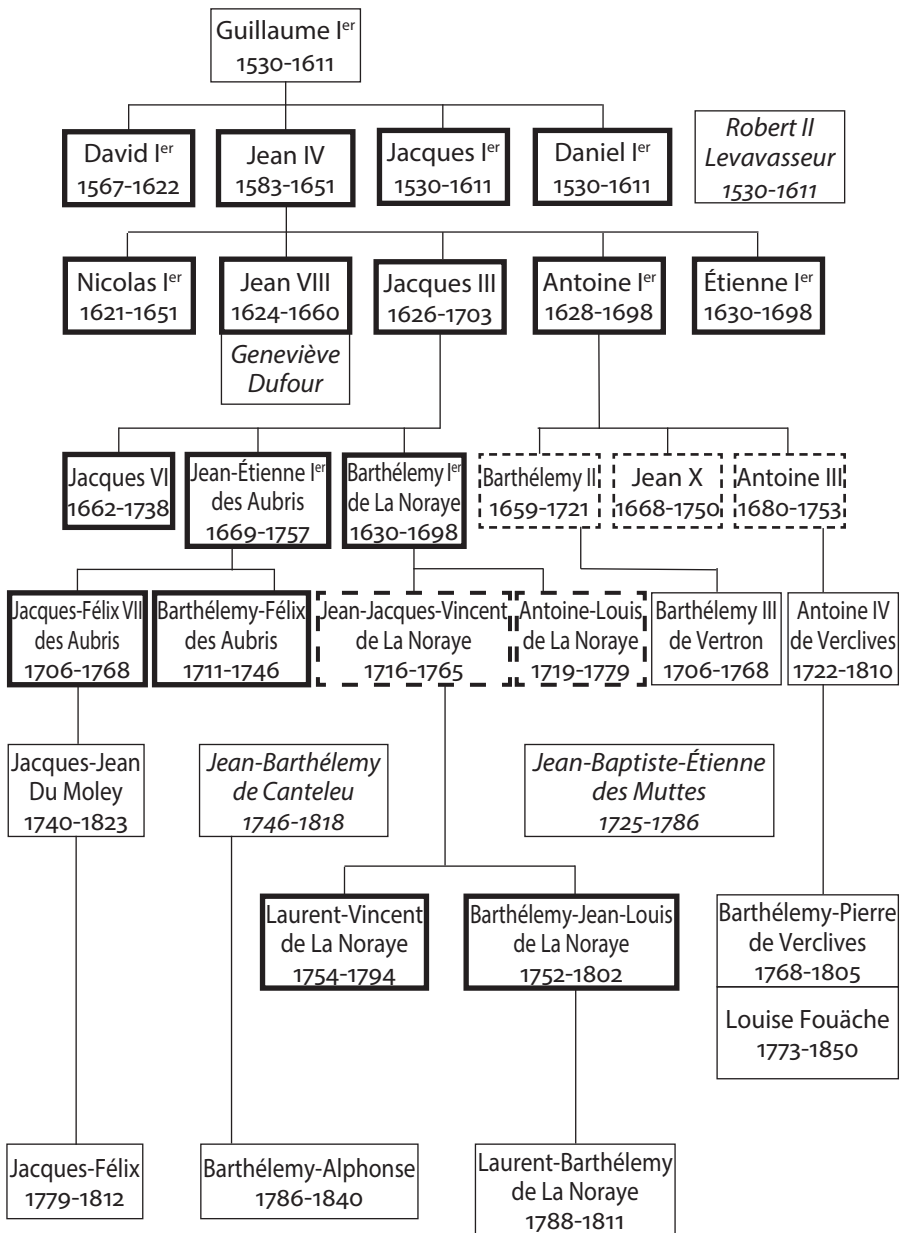 Guillaume Iᵉʳ
1530-1611
David Iᵉʳ
1567-1622
Jean IV
1583-1651
Jacques Iᵉʳ
1530-1611
Daniel Iᵉʳ
1530-1611
Robert II
Levavasseur
1530-1611
Nicolas Iᵉʳ
1621-1651
Jean VIII
1624-1660
Geneviève
Dufour
Jacques III
1626-1703
Antoine Iᵉʳ
1628-1698
Étienne Iᵉʳ
1630-1698
Jacques VI
1662-1738
Jean-Étienne Iᵉʳ
des Aubris
1669-1757
Barthélemy Iᵉʳ
de La Noraye
1630-1698
Barthélemy II
1659-1721
Jean X
1668-1750
Antoine III
1680-1753
Jacques-Félix VII
des Aubris
1706-1768
Barthélemy-Félix
des Aubris
1711-1746
Jean-Jacques-Vincent
de La Noraye
1716-1765
Antoine-Louis
de La Noraye
1719-1779
Barthélemy III
de Vertron
1706-1768
Antoine IV
de Verclives
1722-1810
Jacques-Jean
Du Moley
1740-1823
Jean-Barthélemy
de Canteleu
1746-1818
Jean-Baptiste-Étienne
des Muttes
1725-1786
Laurent-Vincent
de La Noraye
1754-1794
Barthélemy-Jean-Louis
de La Noraye
1752-1802
Barthélemy-Pierre
de Verclives
1768-1805
Louise Fouäche
1773-1850
Jacques-Félix
1779-1812
Barthélemy-Alphonse
1786-1840
Laurent-Barthélemy
de La Noraye
1788-1811